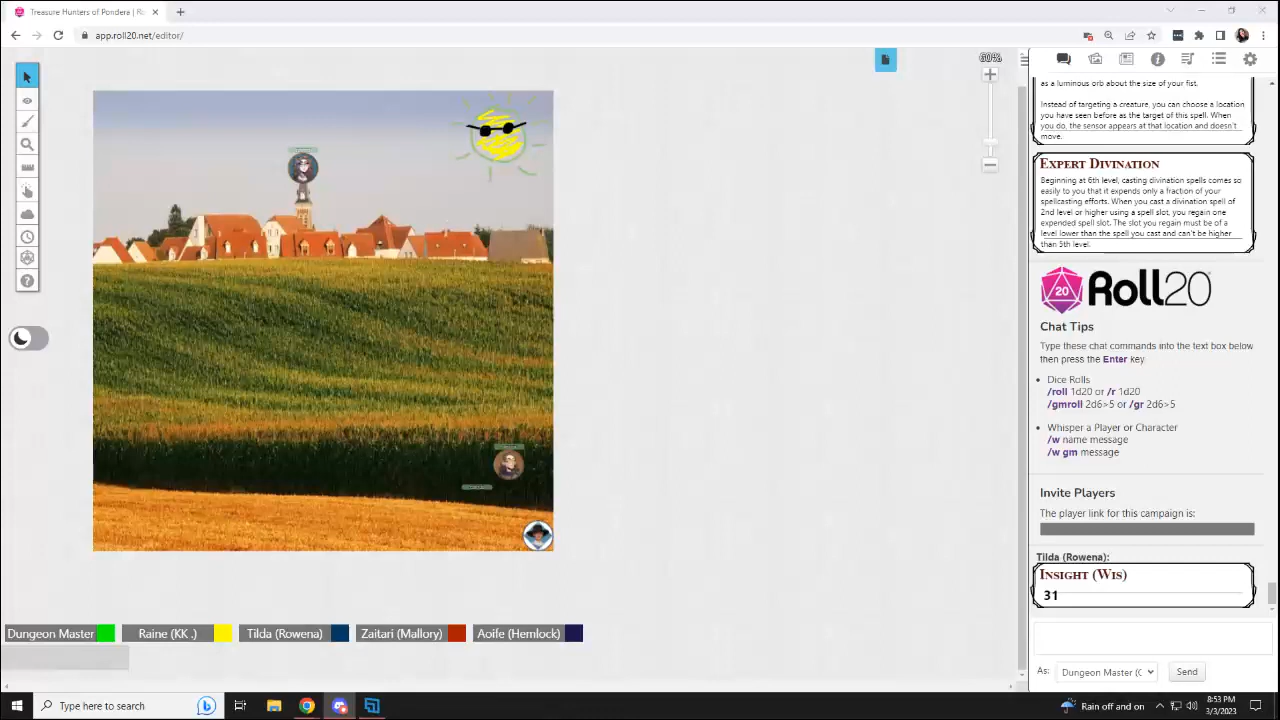 Treasure Hunters of Pondera | Ro
app.roll20.net/editor/
60%
as a luminous orb about the size of your fist.
Instead of targeting a creature, you can choose a location
you have seen before as the target of this spell. When
you do, the sensor appears at that location and doesn't
move.
EXPERT DIVINATION
Beginning at 6th level, casting divination spells comes so
easily to you that it expends only a fraction of your
spellcasting efforts. When you cast a divination spell of
2nd level or higher using a spell slot, you regain one
expended spell slot. The slot you regain must be of a
level lower than the spell you cast and can't be higher
than 5th level.
20
Roll20
Chat Tips
Type these chat commands into the text box below
then press the Enter key.
• Dice Rolls
/roll 1d20 or /r 1d20
/gmroll 2d6>5 or /gr 2d6>5
• Whisper a Player or Character
/w name message
/w gm message
Invite Players
The player link for this campaign is:
Tilda (Rowena):
INSIGHT (WIS)
31
Dungeon Master
Raine (KK .)
Tilda (Rowena)
Zaitari (Mallory)
Aoife (Hemlock)
As:
Dungeon Master (C
Send
Type here to search
Rain off and on
8:53 PM
3/3/2023